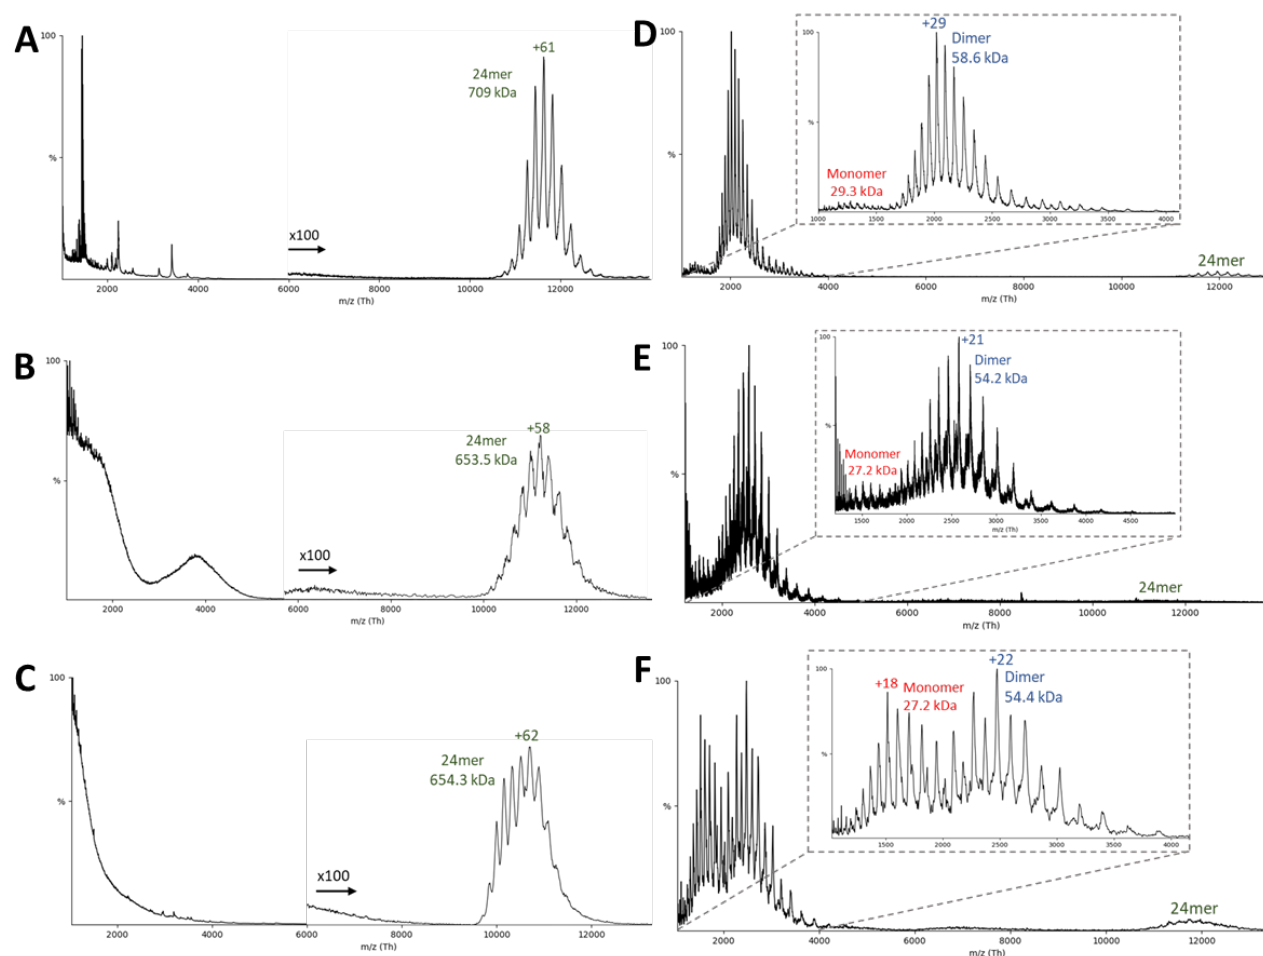 A
100
%
x100
24mer
709 kDa
+61
2000 4000 6000 8000 10000 12000
m/z (Th)
D
100
%
100
%
+29
Dimer
58.6 kDa
Monomer
29.3 kDa
1000 1500 2000 2500 3000 3500 4000
m/z (Th)
24mer
2000 4000 6000 8000 10000 12000
m/z (Th)
B
100
%
x100
24mer
653.5 kDa
+58
2000 4000 6000 8000 10000 12000
m/z (Th)
E
100
%
100
%
+21
Dimer
54.2 kDa
Monomer
27.2 kDa
1500 2000 2500 3000 3500 4000 4500
m/z (Th)
24mer
2000 4000 6000 8000 10000 12000
m/z (Th)
C
100
%
x100
24mer
654.3 kDa
+62
2000 4000 6000 8000 10000 12000
m/z (Th)
F
100
%
100
%
+18
Monomer
27.2 kDa
+22
Dimer
54.4 kDa
1500 2000 2500 3000 3500 4000
m/z (Th)
24mer
2000 4000 6000 8000 10000 12000
m/z (Th)